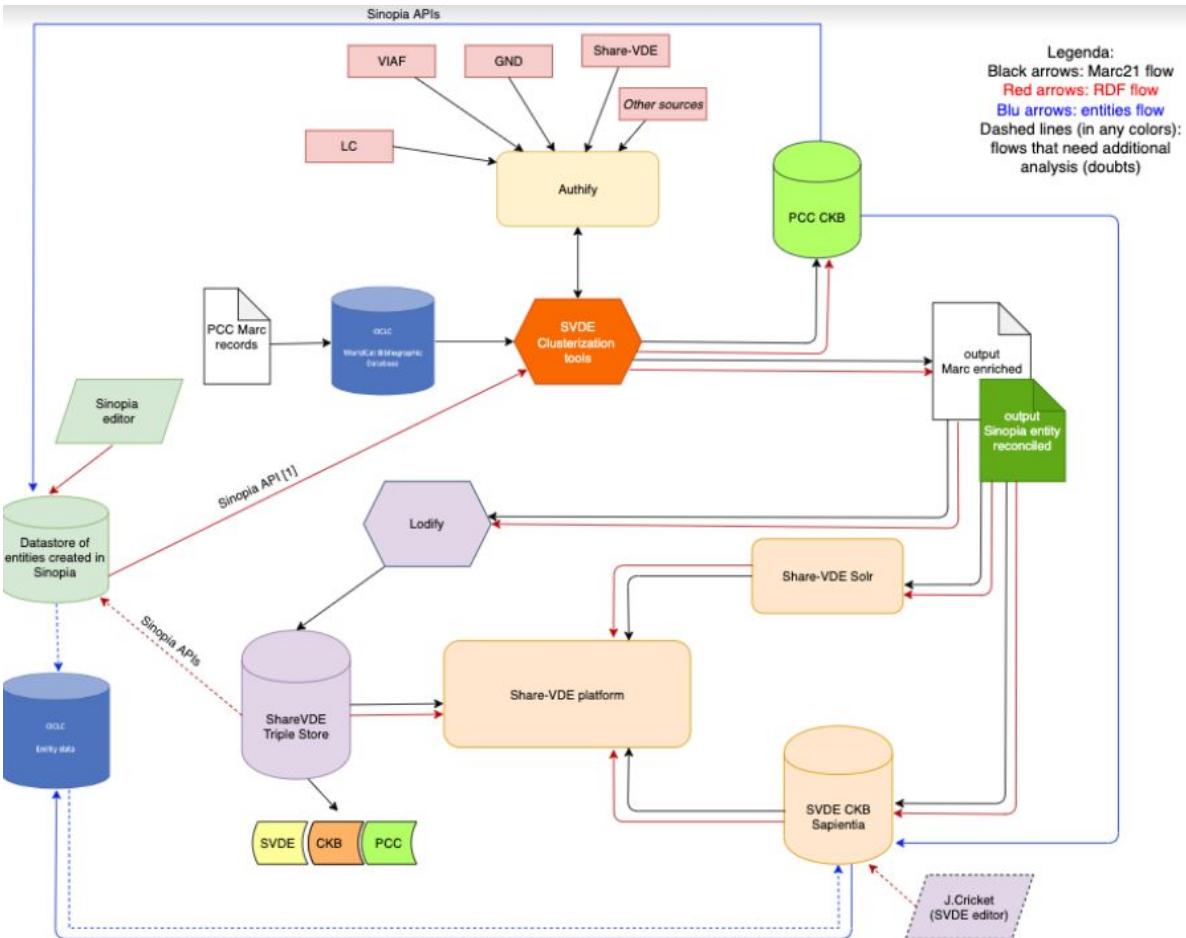 Sinopia APIs
VIAF
GND
Share-VDE
Other sources
LC
Authify
Legenda:
Black arrows: Marc21 flow
Red arrows: RDF flow
Blu arrows: entities flow
Dashed lines (in any colors):
flows that need additional
analysis (doubts)
PCC CKB
PCC Marc
records
OCLC
WorldCat Bibliographic
Database
SVDE
Clusterization
tools
output
Marc enriched
output
Sinopia entity
reconciled
Sinopia
editor
Sinopia API [1]
Lodify
Datastore of
entities created in
Sinopia
Share-VDE Solr
Sinopia APIs
Share-VDE platform
ShareVDE
Triple Store
OCLC
Entity data
SVDE CKB
Sapientia
SVDE
CKB
PCC
J.Cricket
(SVDE editor)